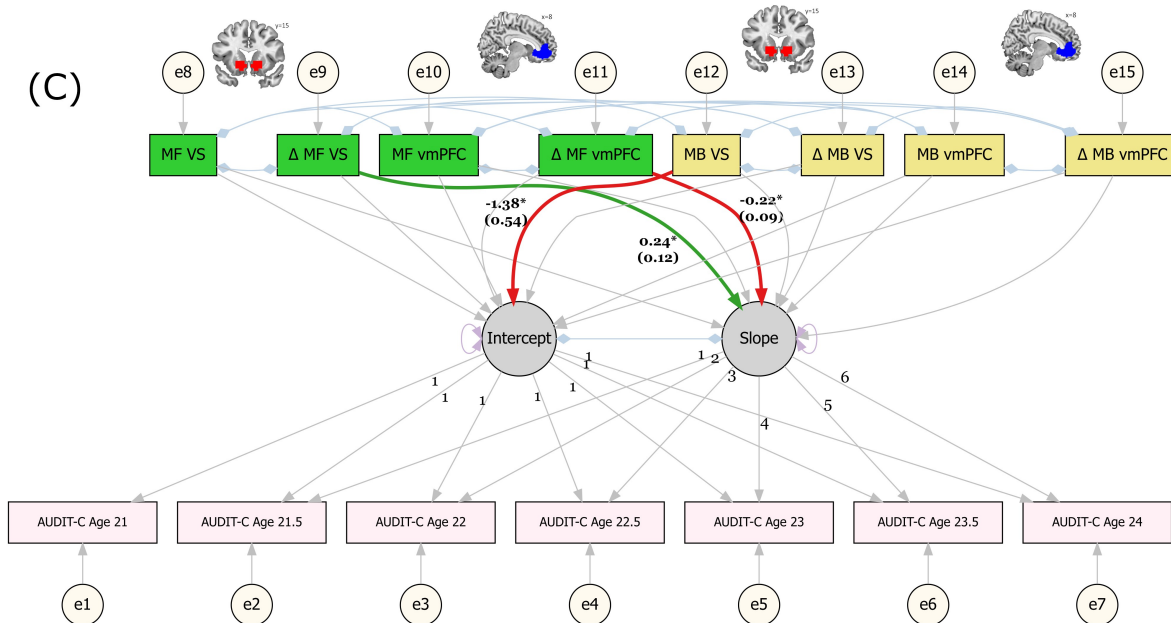 y=15
x=8
y=15
x=8
(C)
e8
e9
e10
e11
e12
e13
e14
e15
MF VS
Δ MF VS
MF vmPFC
Δ MF vmPFC
MB VS
Δ MB VS
MB vmPFC
Δ MB vmPFC
-1.38*
(0.54)
-0.22*
(0.09)
0.24*
(0.12)
Intercept
Slope
1
1
1
1
1
1
1
1
2
3
4
5
6
AUDIT-C Age 21
AUDIT-C Age 21.5
AUDIT-C Age 22
AUDIT-C Age 22.5
AUDIT-C Age 23
AUDIT-C Age 23.5
AUDIT-C Age 24
e1
e2
e3
e4
e5
e6
e7